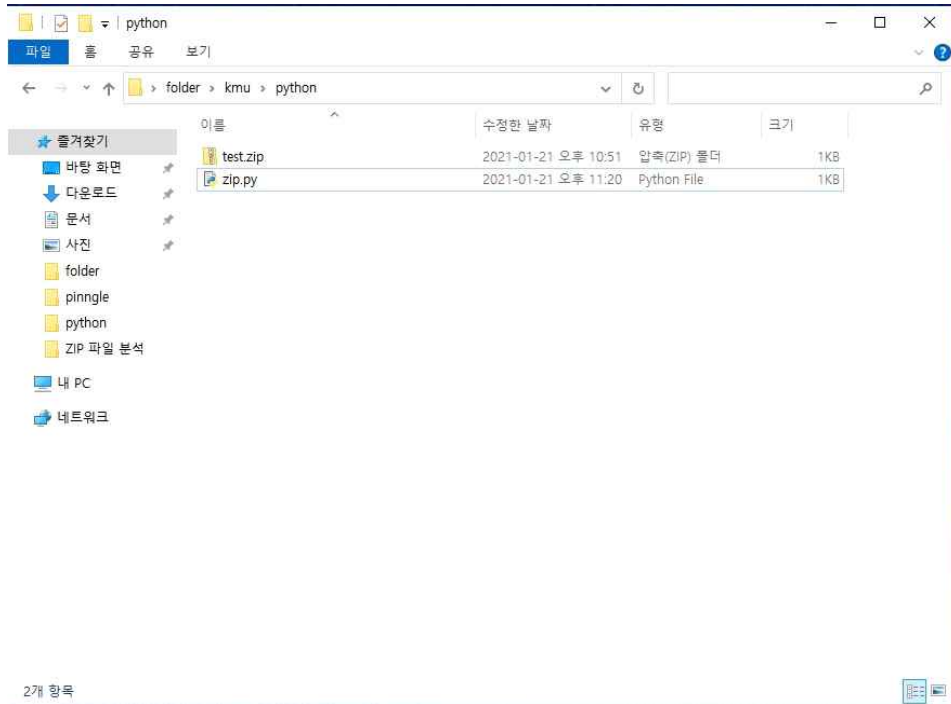 python
파일 홈 공유 보기
folder › kmu › python
이름 수정한 날짜 유형 크기
즐겨찾기
바탕 화면
다운로드
문서
사진
folder
pinngle
python
ZIP 파일 분석
내 PC
네트워크
test.zip 2021-01-21 오후 10:51 압축(ZIP) 폴더 1KB
zip.py 2021-01-21 오후 11:20 Python File 1KB
2개 항목